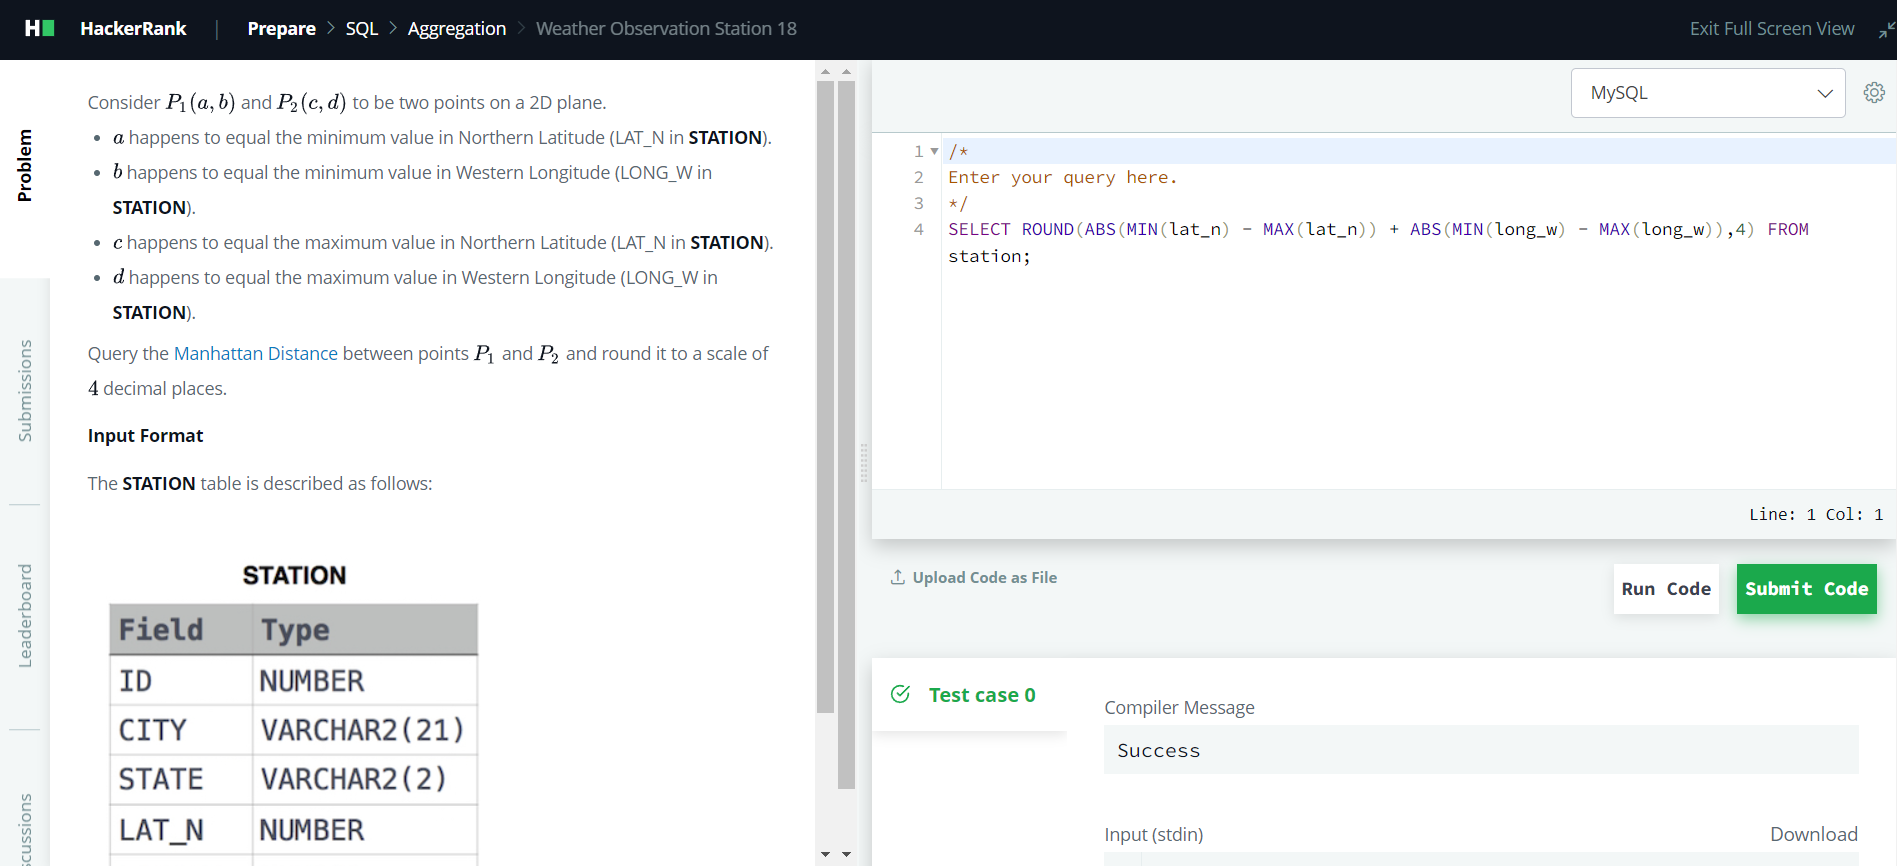 HackerRank | Prepare > SQL > Aggregation > Weather Observation Station 18
Exit Full Screen View
Problem
Submissions
Leaderboard
cussions
Consider P1(a, b) and P2(c, d) to be two points on a 2D plane.
• a happens to equal the minimum value in Northern Latitude (LAT_N in STATION).
• b happens to equal the minimum value in Western Longitude (LONG_W in
STATION).
• c happens to equal the maximum value in Northern Latitude (LAT_N in STATION).
• d happens to equal the maximum value in Western Longitude (LONG_W in
STATION).
Query the Manhattan Distance between points P1 and P2 and round it to a scale of
4 decimal places.
Input Format
The STATION table is described as follows:
STATION
Field Type
ID NUMBER
CITY VARCHAR2(21)
STATE VARCHAR2(2)
LAT_N NUMBER
MySQL
1 /*
2 Enter your query here.
3 */
4 SELECT ROUND(ABS(MIN(lat_n) - MAX(lat_n)) + ABS(MIN(long_w) - MAX(long_w)),4) FROM
station;
Line: 1 Col: 1
Upload Code as File
Run Code
Submit Code
Test case 0
Compiler Message
Success
Input (stdin)
Download